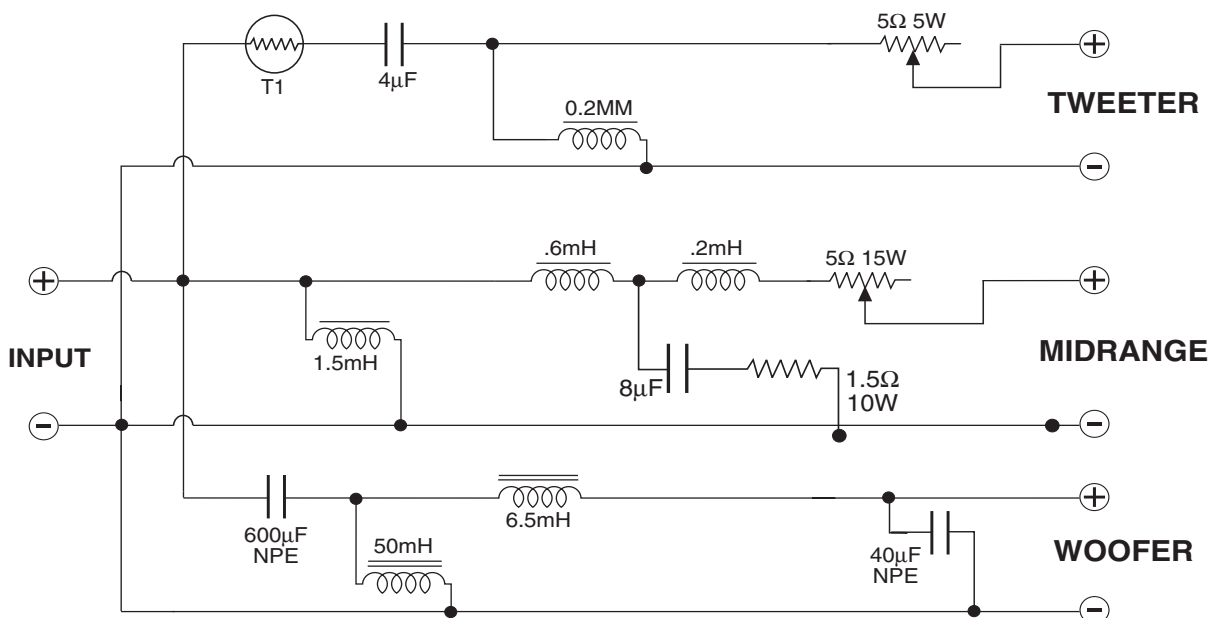 5Ω 5W
+
T1
4µF
TWEETER
0.2MM
−
.6mH
.2mH
5Ω 15W
+
+
INPUT
1.5mH
MIDRANGE
8µF
1.5Ω
10W
−
−
+
600µF
NPE
6.5mH
50mH
40µF
NPE
WOOFER
−